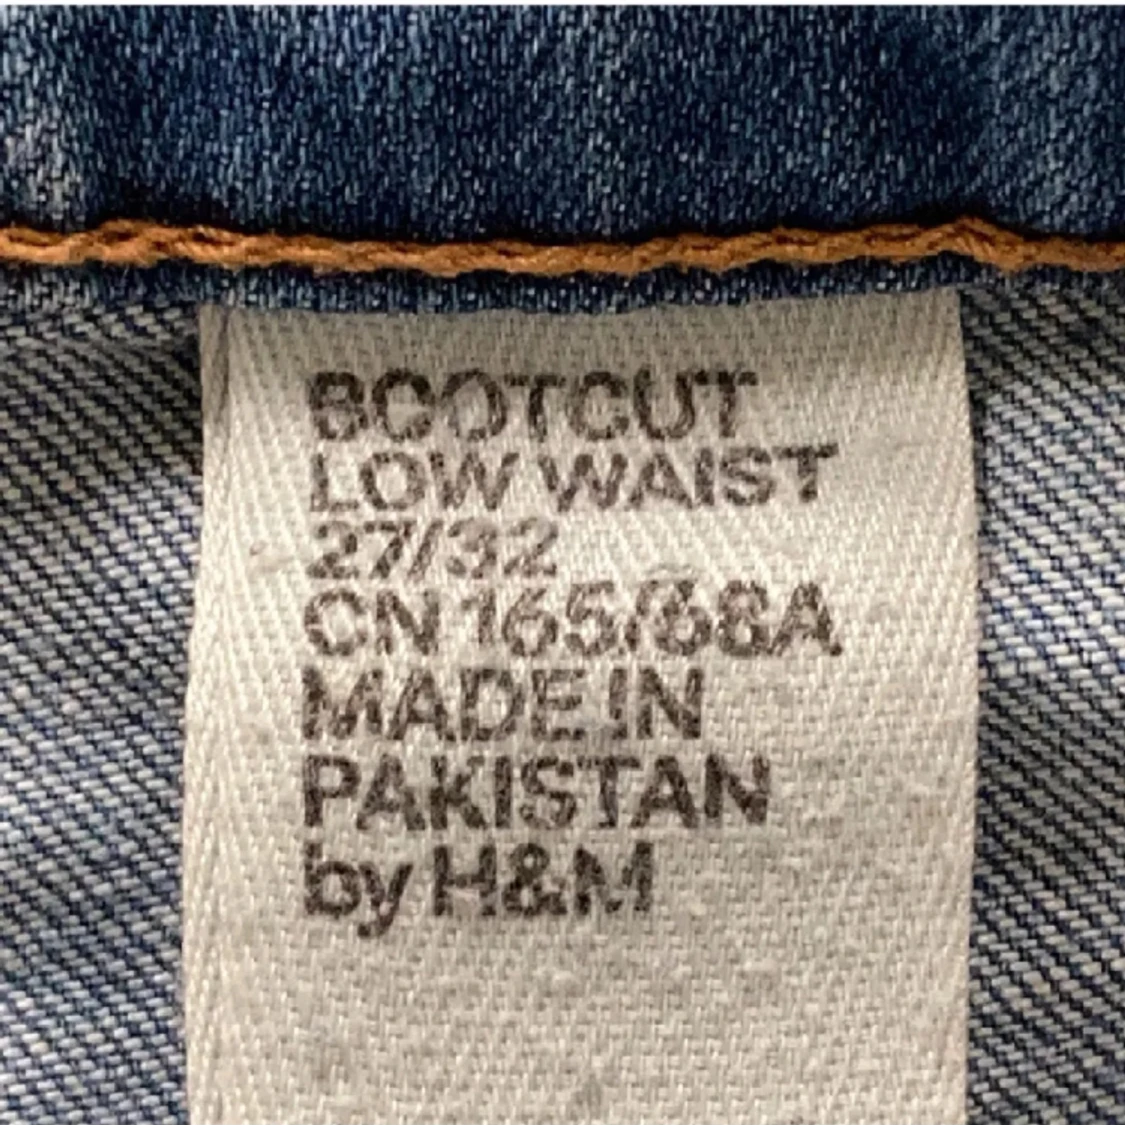 BOOTCUT
LOW WAIST
27/32
CN 165/68A
MADE IN
PAKISTAN
by H&M